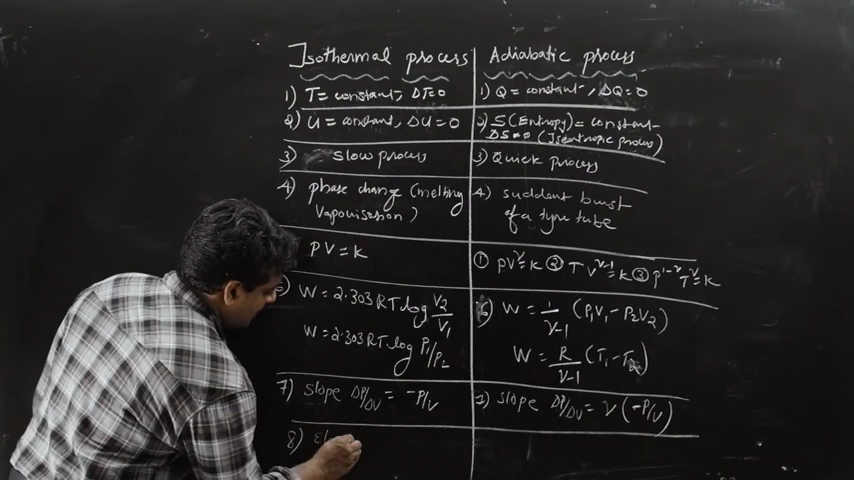 Isothermal process
1) T = constant, ΔT=0
2) U = constant, ΔU = 0
3) slow process
4) phase change (melting
Vapourisation)
PV = K
W = 2.303 RT log V2/V1
W = 2.303 RT log P1/P2
7) slope ΔP/ΔV = -P/V
8)
Adiabatic process
1) Q = constant, ΔQ = 0
2) S (Entropy) = constant
ΔS = 0 (Isentropic process)
3) Quick process
4) suddent burst
of a tyre tube
① PV^γ = K ② T V^γ-1 = K ③ P^1-γ T^γ = K
6) W = 1/γ-1 (P1V1 - P2V2)
W = R/γ-1 (T1 - T2)
7) slope ΔP/ΔV = γ (-P/V)